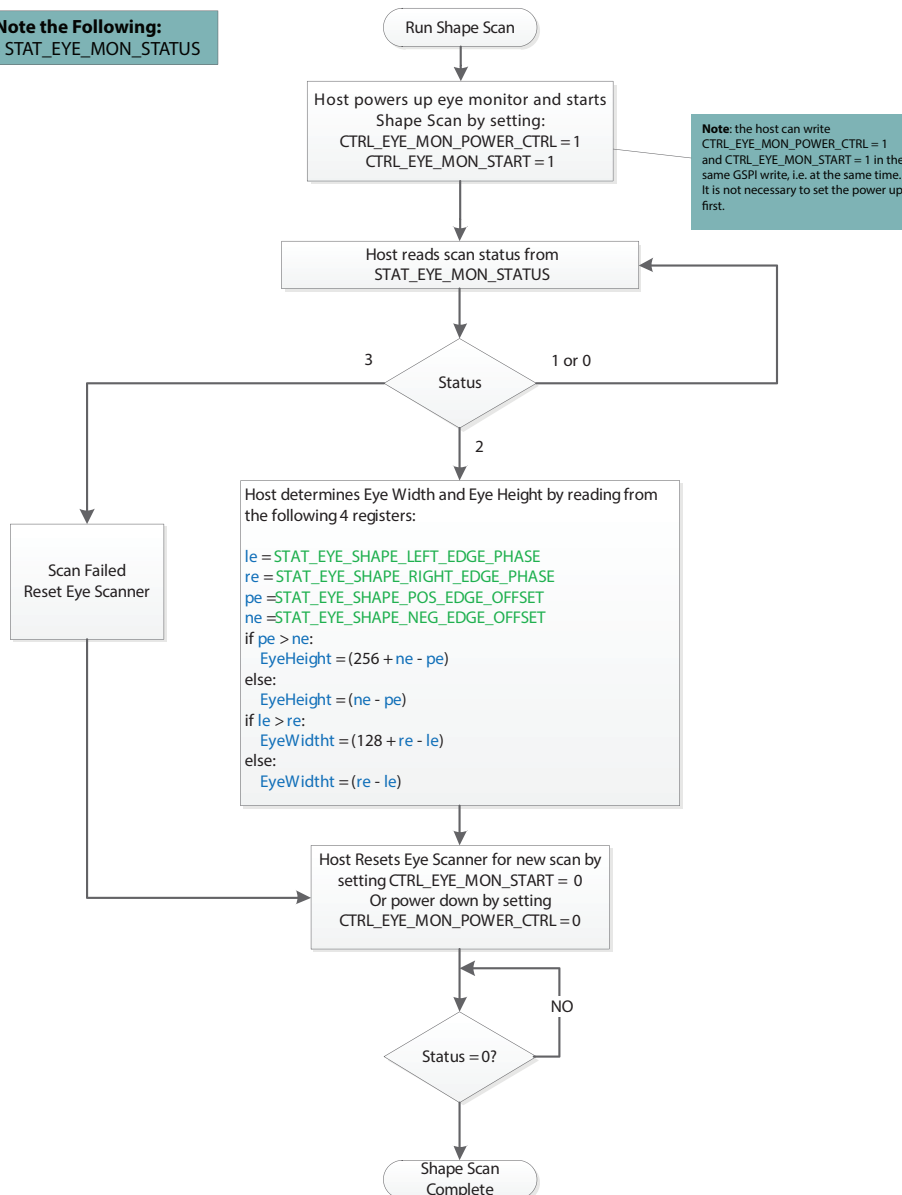 Note the Following:
STAT_EYE_MON_STATUS
Run Shape Scan
Host powers up eye monitor and starts
Shape Scan by setting:
CTRL_EYE_MON_POWER_CTRL = 1
CTRL_EYE_MON_START = 1
Note: the host can write
CTRL_EYE_MON_POWER_CTRL = 1
and CTRL_EYE_MON_START = 1 in the
same GSPI write, i.e. at the same time.
It is not necessary to set the power up
first.
Host reads scan status from
STAT_EYE_MON_STATUS
3
1 or 0
Status
2
Host determines Eye Width and Eye Height by reading from
the following 4 registers:
le = STAT_EYE_SHAPE_LEFT_EDGE_PHASE
re = STAT_EYE_SHAPE_RIGHT_EDGE_PHASE
pe =STAT_EYE_SHAPE_POS_EDGE_OFFSET
ne =STAT_EYE_SHAPE_NEG_EDGE_OFFSET
if pe > ne:
EyeHeight = (256 + ne - pe)
else:
EyeHeight = (ne - pe)
if le > re:
EyeWidtht = (128 + re - le)
else:
EyeWidtht = (re - le)
Scan Failed
Reset Eye Scanner
Host Resets Eye Scanner for new scan by
setting CTRL_EYE_MON_START = 0
Or power down by setting
CTRL_EYE_MON_POWER_CTRL = 0
NO
Status = 0?
Shape Scan
Complete